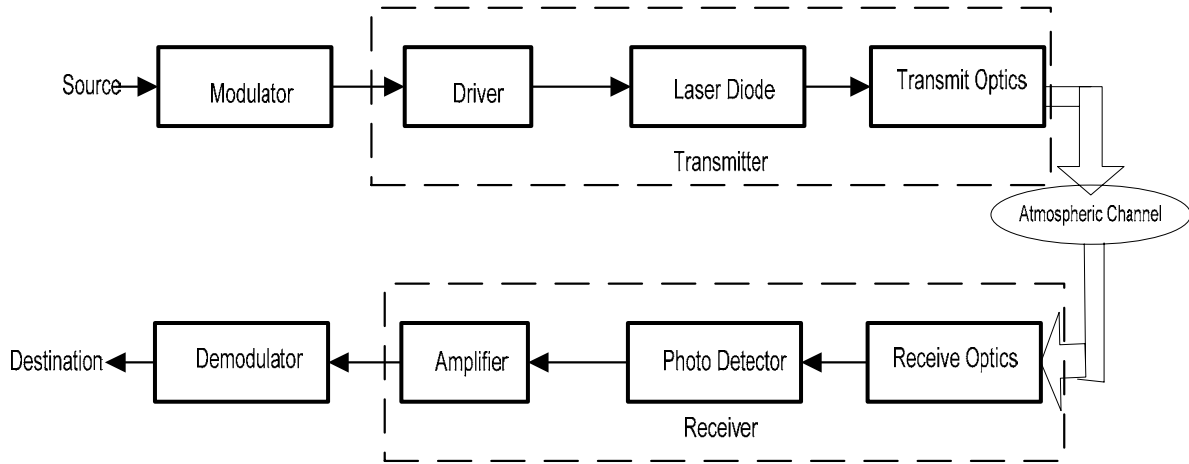 Source
Modulator
Driver
Laser Diode
Transmit Optics
Transmitter
Atmospheric Channel
Destination
Demodulator
Amplifier
Photo Detector
Receive Optics
Receiver